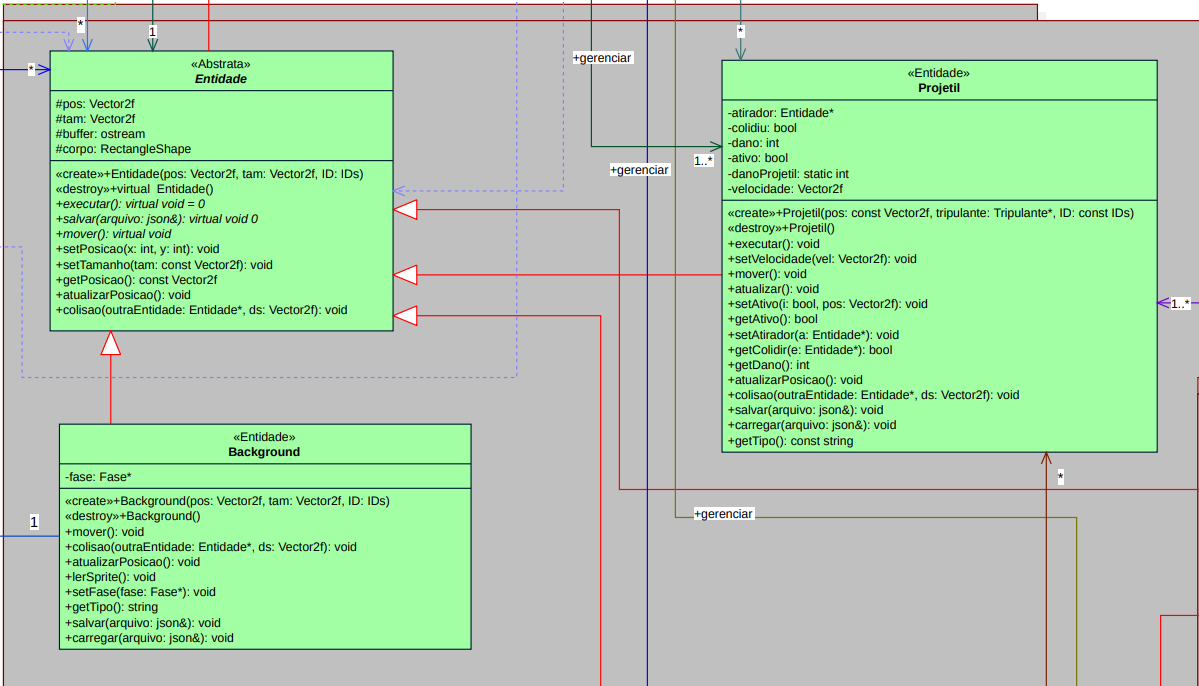 *
1
*
«Abstrata»
Entidade
#pos: Vector2f
#tam: Vector2f
#buffer: ostream
#corpo: RectangleShape
«create»+Entidade(pos: Vector2f, tam: Vector2f, ID: IDs)
«destroy»+virtual Entidade()
+executar(): virtual void = 0
+salvar(arquivo: json&): virtual void 0
+mover(): virtual void
+setPosicao(x: int, y: int): void
+setTamanho(tam: const Vector2f): void
+getPosicao(): const Vector2f
+atualizarPosicao(): void
+colisao(outraEntidade: Entidade*, ds: Vector2f): void
«Entidade»
Background
-fase: Fase*
«create»+Background(pos: Vector2f, tam: Vector2f, ID: IDs)
«destroy»+Background()
+mover(): void
+colisao(outraEntidade: Entidade*, ds: Vector2f): void
+atualizarPosicao(): void
+lerSprite(): void
+setFase(fase: Fase*): void
+getTipo(): string
+salvar(arquivo: json&): void
+carregar(arquivo: json&): void
1
+gerenciar
+gerenciar
1..*
+gerenciar
*
«Entidade»
Projetil
-atirador: Entidade*
-colidiu: bool
-dano: int
-ativo: bool
-danoProjetil: static int
-velocidade: Vector2f
«create»+Projetil(pos: const Vector2f, tripulante: Tripulante*, ID: const IDs)
«destroy»+Projetil()
+executar(): void
+setVelocidade(vel: Vector2f): void
+mover(): void
+atualizar(): void
+setAtivo(i: bool, pos: Vector2f): void
+getAtivo(): bool
+setAtirador(a: Entidade*): void
+getColidir(e: Entidade*): bool
+getDano(): int
+atualizarPosicao(): void
+colisao(outraEntidade: Entidade*, ds: Vector2f): void
+salvar(arquivo: json&): void
+carregar(arquivo: json&): void
+getTipo(): const string
1..*
*